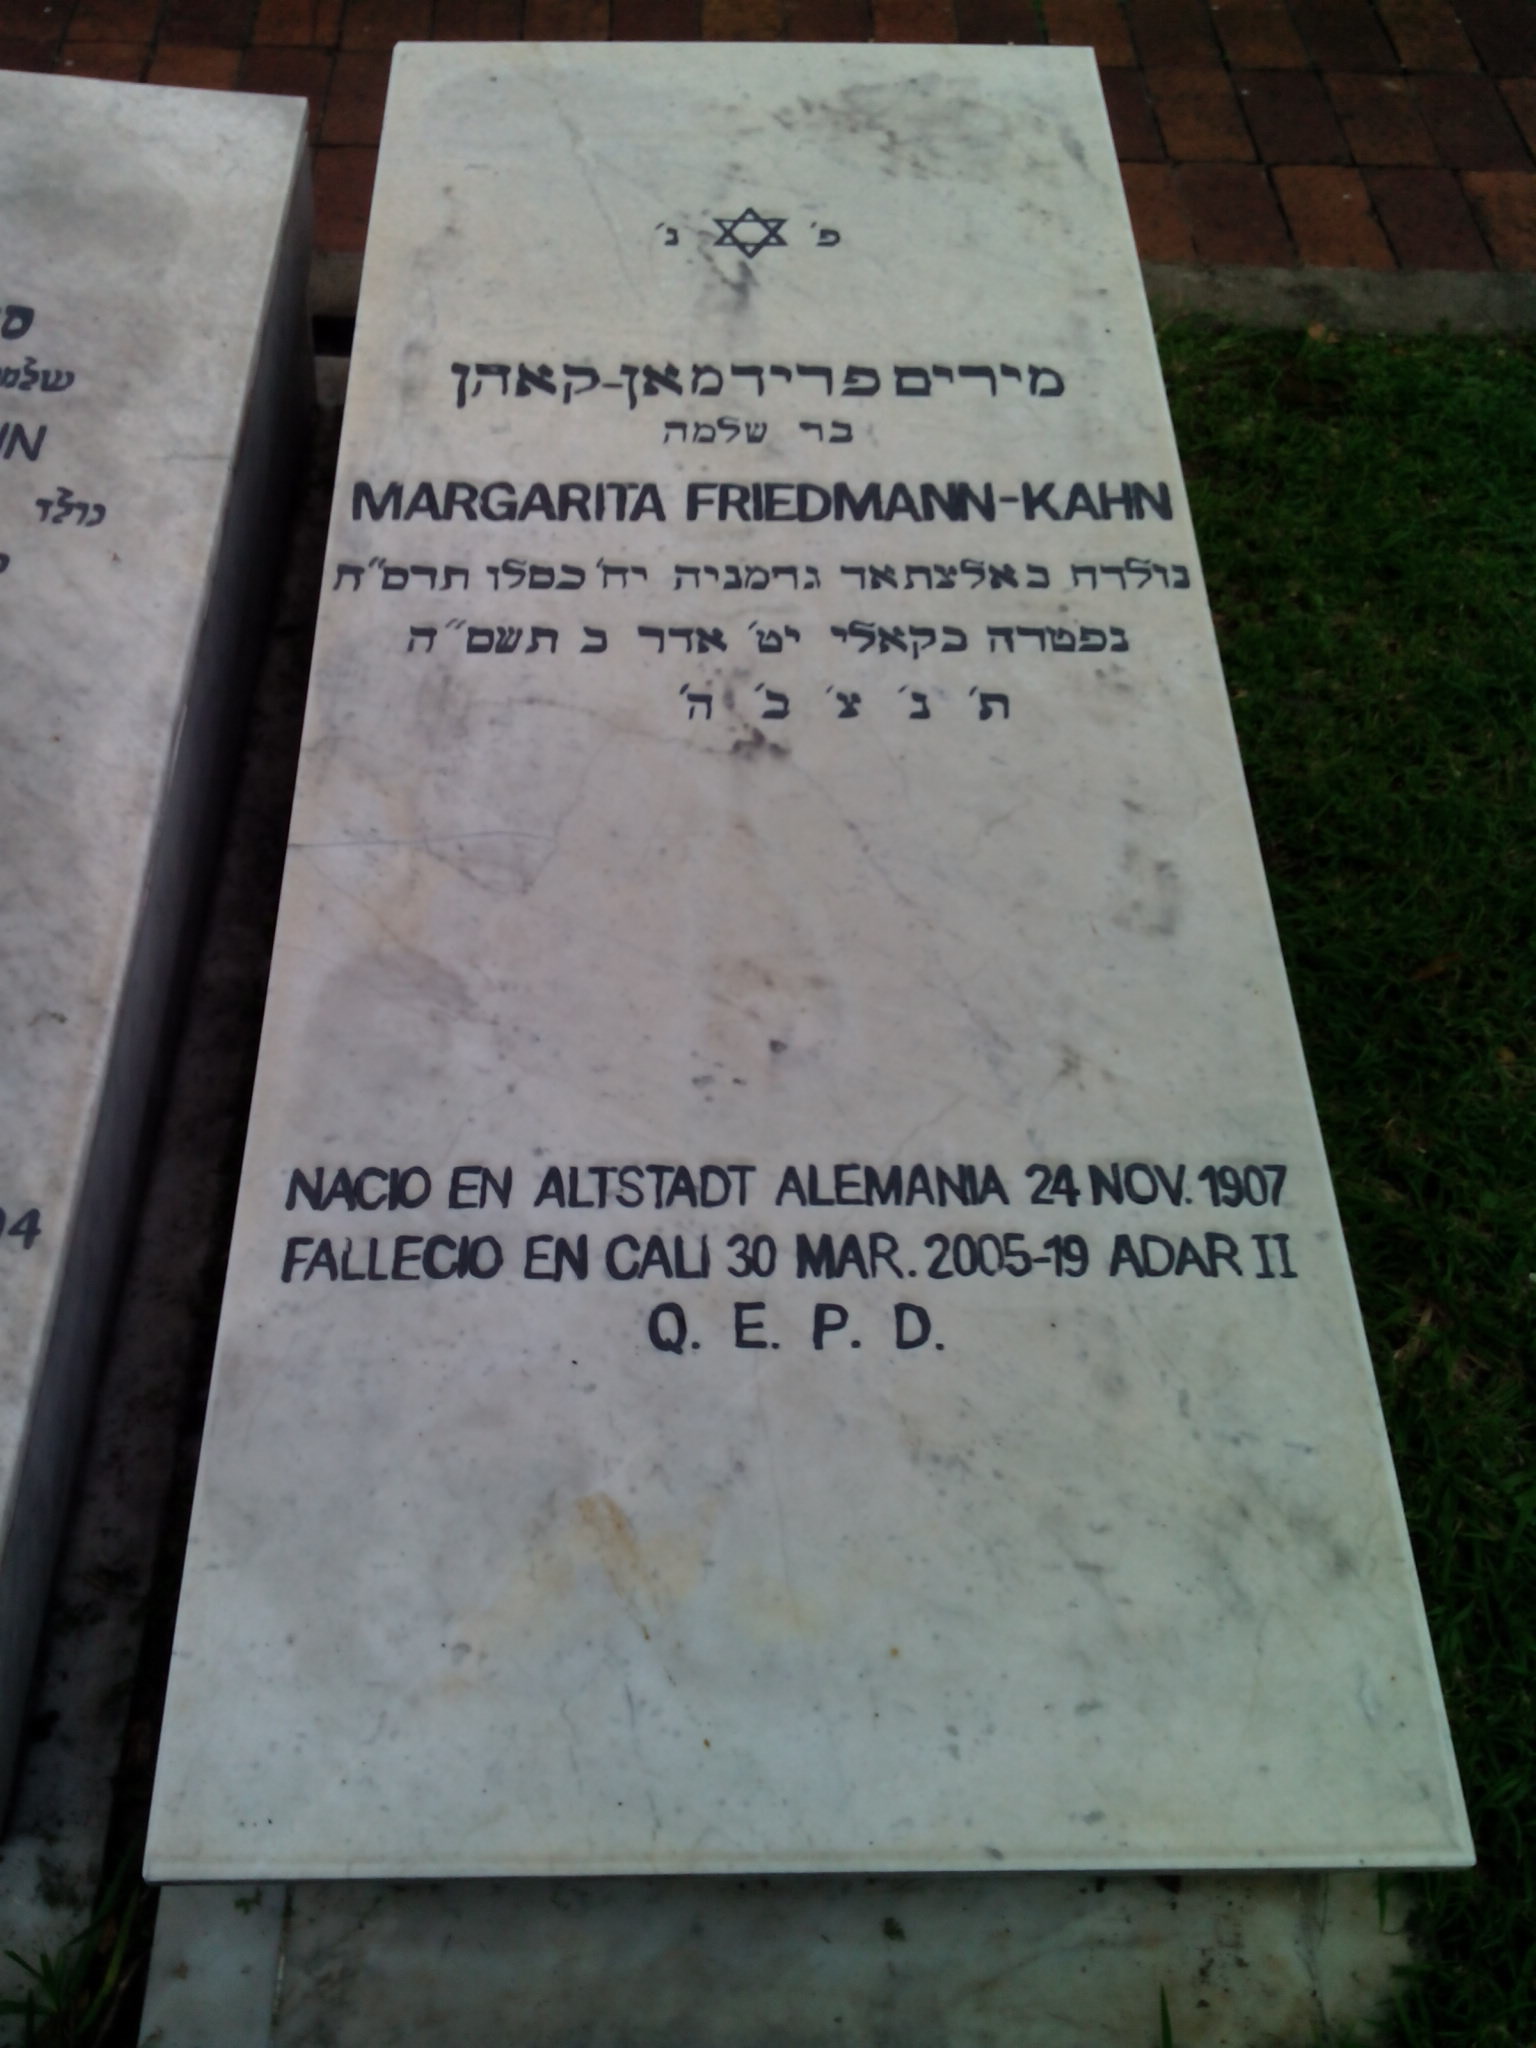 פ׳ נ׳
מירים פרידמאן-קאהן
בר שלמה
MARGARITA FRIEDMANN-KAHN
נולדה באלצתאד גרמניה יח׳ כסלו תרס״ח
נפטרה בקאלי יט׳ אדר ב תשס״ה
ת׳ נ׳ צ׳ ב׳ ה׳
NACIO EN ALTSTADT ALEMANIA 24 NOV. 1907
FALLECIO EN CALI 30 MAR. 2005-19 ADAR II
Q. E. P. D.